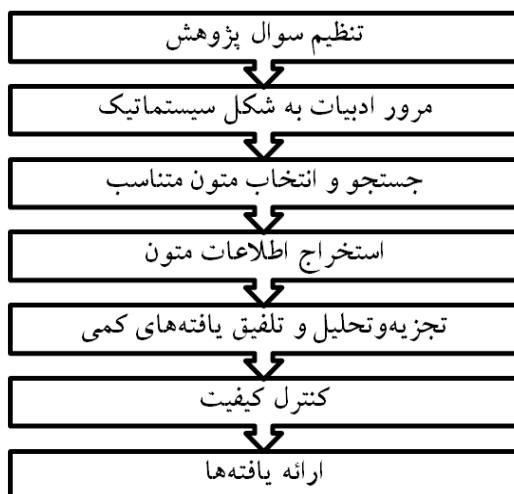 تنظیم سوال پژوهش
مرور ادبیات به شکل سیستماتیک
جستجو و انتخاب متون متناسب
استخراج اطلاعات متون
تجزیه‌وتحلیل و تلفیق یافته‌های کمی
کنترل کیفیت
ارائه یافته‌ها